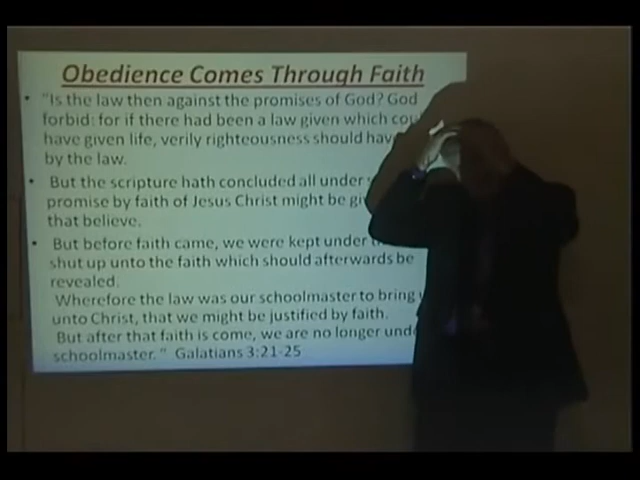 Obedience Comes Through Faith
• "Is the law then against the promises of God? God
forbid: for if there had been a law given which cou
have given life, verily righteousness should hav
by the law.
• But the scripture hath concluded all under
promise by faith of Jesus Christ might be giv
that believe.
• But before faith came, we were kept under
shut up unto the faith which should afterwards be
revealed.
Wherefore the law was our schoolmaster to bring
unto Christ, that we might be justified by faith.
But after that faith is come, we are no longer und
schoolmaster." Galatians 3:21-25